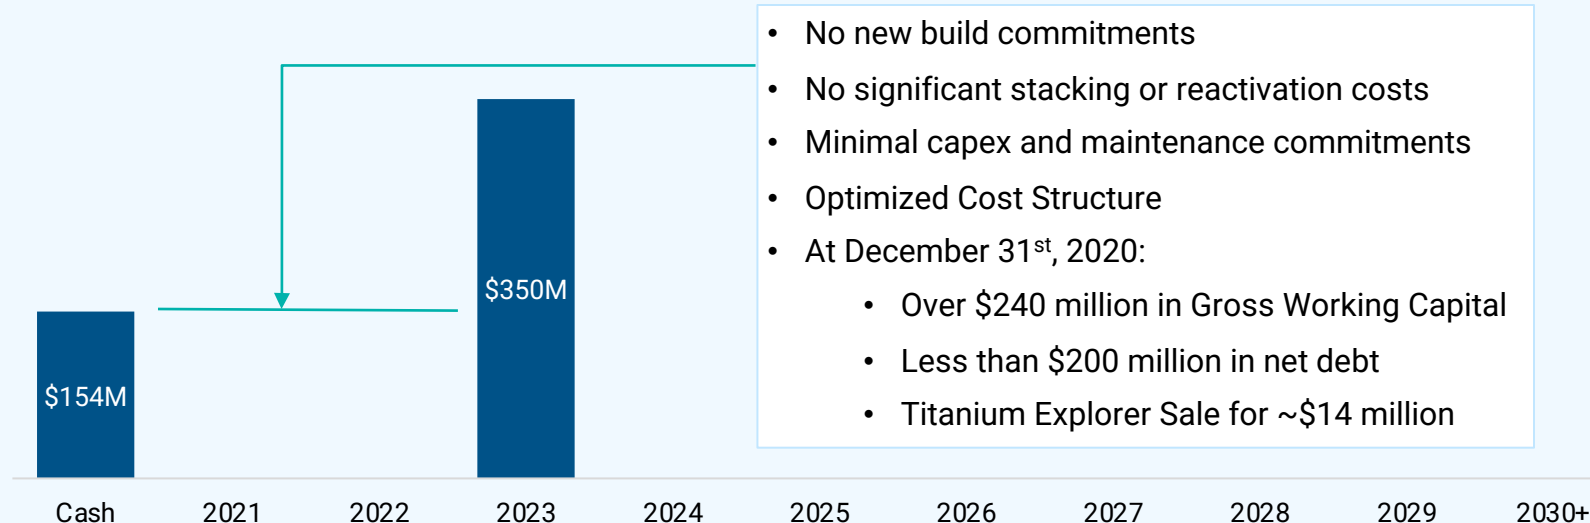 • No new build commitments
• No significant stacking or reactivation costs
• Minimal capex and maintenance commitments
• Optimized Cost Structure
• At December 31st, 2020:
• Over $240 million in Gross Working Capital
• Less than $200 million in net debt
• Titanium Explorer Sale for ~$14 million
$350M
$154M
Cash 2021 2022 2023 2024 2025 2026 2027 2028 2029 2030+